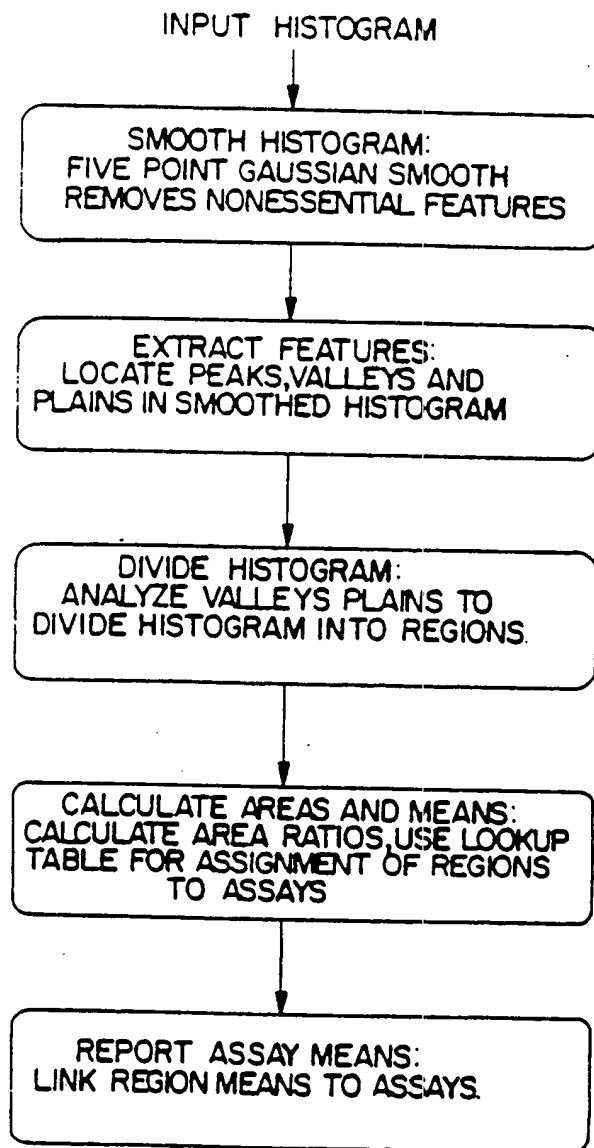 INPUT HISTOGRAM
SMOOTH HISTOGRAM:
FIVE POINT GAUSSIAN SMOOTH
REMOVES NONESSENTIAL FEATURES
EXTRACT FEATURES:
LOCATE PEAKS, VALLEYS AND
PLAINS IN SMOOTHED HISTOGRAM
DIVIDE HISTOGRAM:
ANALYZE VALLEYS PLAINS TO
DIVIDE HISTOGRAM INTO REGIONS.
CALCULATE AREAS AND MEANS:
CALCULATE AREA RATIOS, USE LOOKUP
TABLE FOR ASSIGNMENT OF REGIONS
TO ASSAYS
REPORT ASSAY MEANS:
LINK REGION MEANS TO ASSAYS.